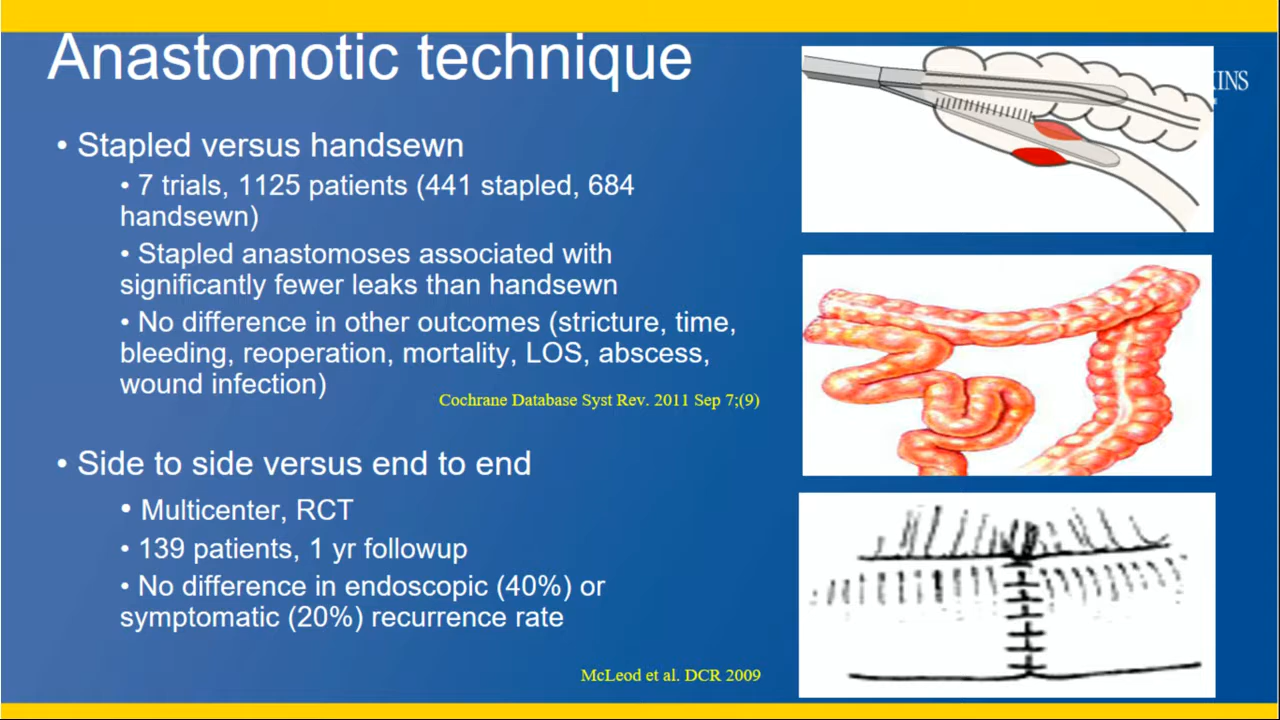 Anastomotic technique
• Stapled versus handsewn
• 7 trials, 1125 patients (441 stapled, 684
handsewn)
• Stapled anastomoses associated with
significantly fewer leaks than handsewn
• No difference in other outcomes (stricture, time,
bleeding, reoperation, mortality, LOS, abscess,
wound infection)
Cochrane Database Syst Rev. 2011 Sep 7;(9)
• Side to side versus end to end
• Multicenter, RCT
• 139 patients, 1 yr followup
• No difference in endoscopic (40%) or
symptomatic (20%) recurrence rate
McLeod et al. DCR 2009